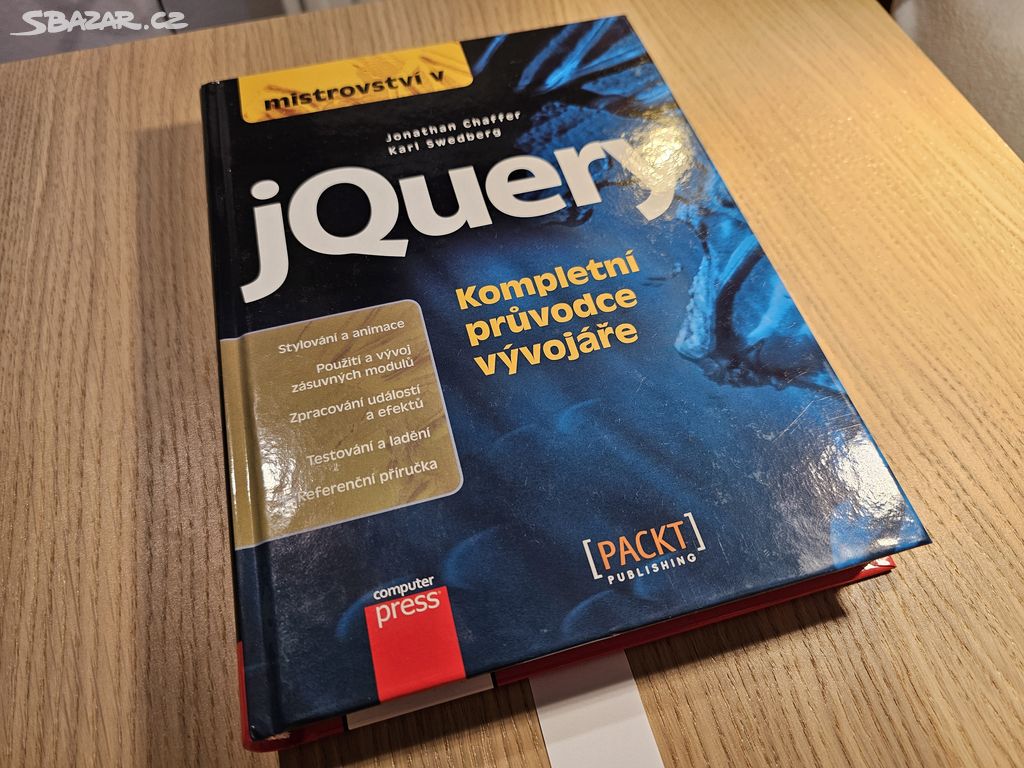 SBAZAR.CZ
mistrovství v
Jonathan Chaffer
Karl Swedberg
jQuery
Kompletní
průvodce
vývojáře
Stylování a animace
Použití a vývoj
zásuvných modulů
Zpracování událostí
a efektů
Testování a ladění
Referenční příručka
[PACKT]
PUBLISHING
computer
press®